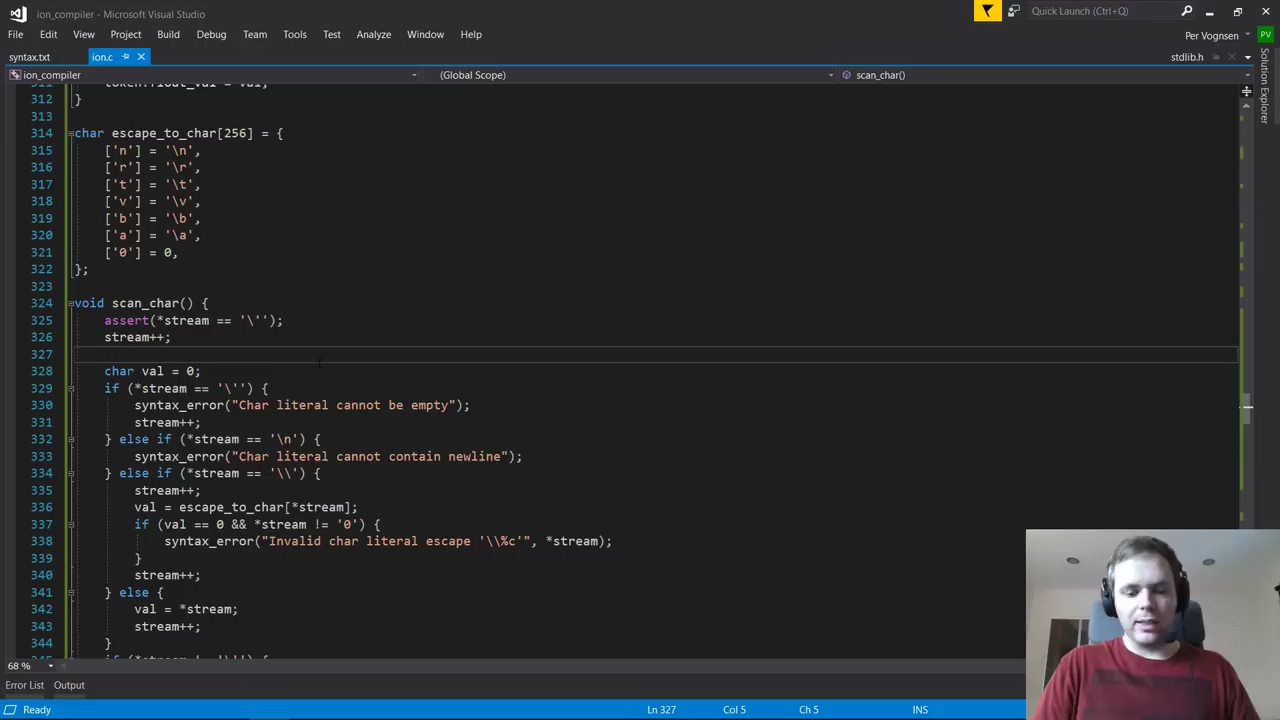 ion_compiler - Microsoft Visual Studio
Quick Launch (Ctrl+Q)
File Edit View Project Build Debug Team Tools Test Analyze Window Help
Per Vognsen PV
syntax.txt ion.c stdlib.h
Solution Explorer
ion_compiler (Global Scope) scan_char()
312 }
313
314 char escape_to_char[256] = {
315 ['n'] = '\n',
316 ['r'] = '\r',
317 ['t'] = '\t',
318 ['v'] = '\v',
319 ['b'] = '\b',
320 ['a'] = '\a',
321 ['0'] = 0,
322 };
323
324 void scan_char() {
325 assert(*stream == '\'');
326 stream++;
327
328 char val = 0;
329 if (*stream == '\'') {
330 syntax_error("Char literal cannot be empty");
331 stream++;
332 } else if (*stream == '\n') {
333 syntax_error("Char literal cannot contain newline");
334 } else if (*stream == '\\') {
335 stream++;
336 val = escape_to_char[*stream];
337 if (val == 0 && *stream != '0') {
338 syntax_error("Invalid char literal escape '\\%c'", *stream);
339 }
340 stream++;
341 } else {
342 val = *stream;
343 stream++;
344 }
68 %
Error List Output
Ready Ln 327 Col 5 Ch 5 INS